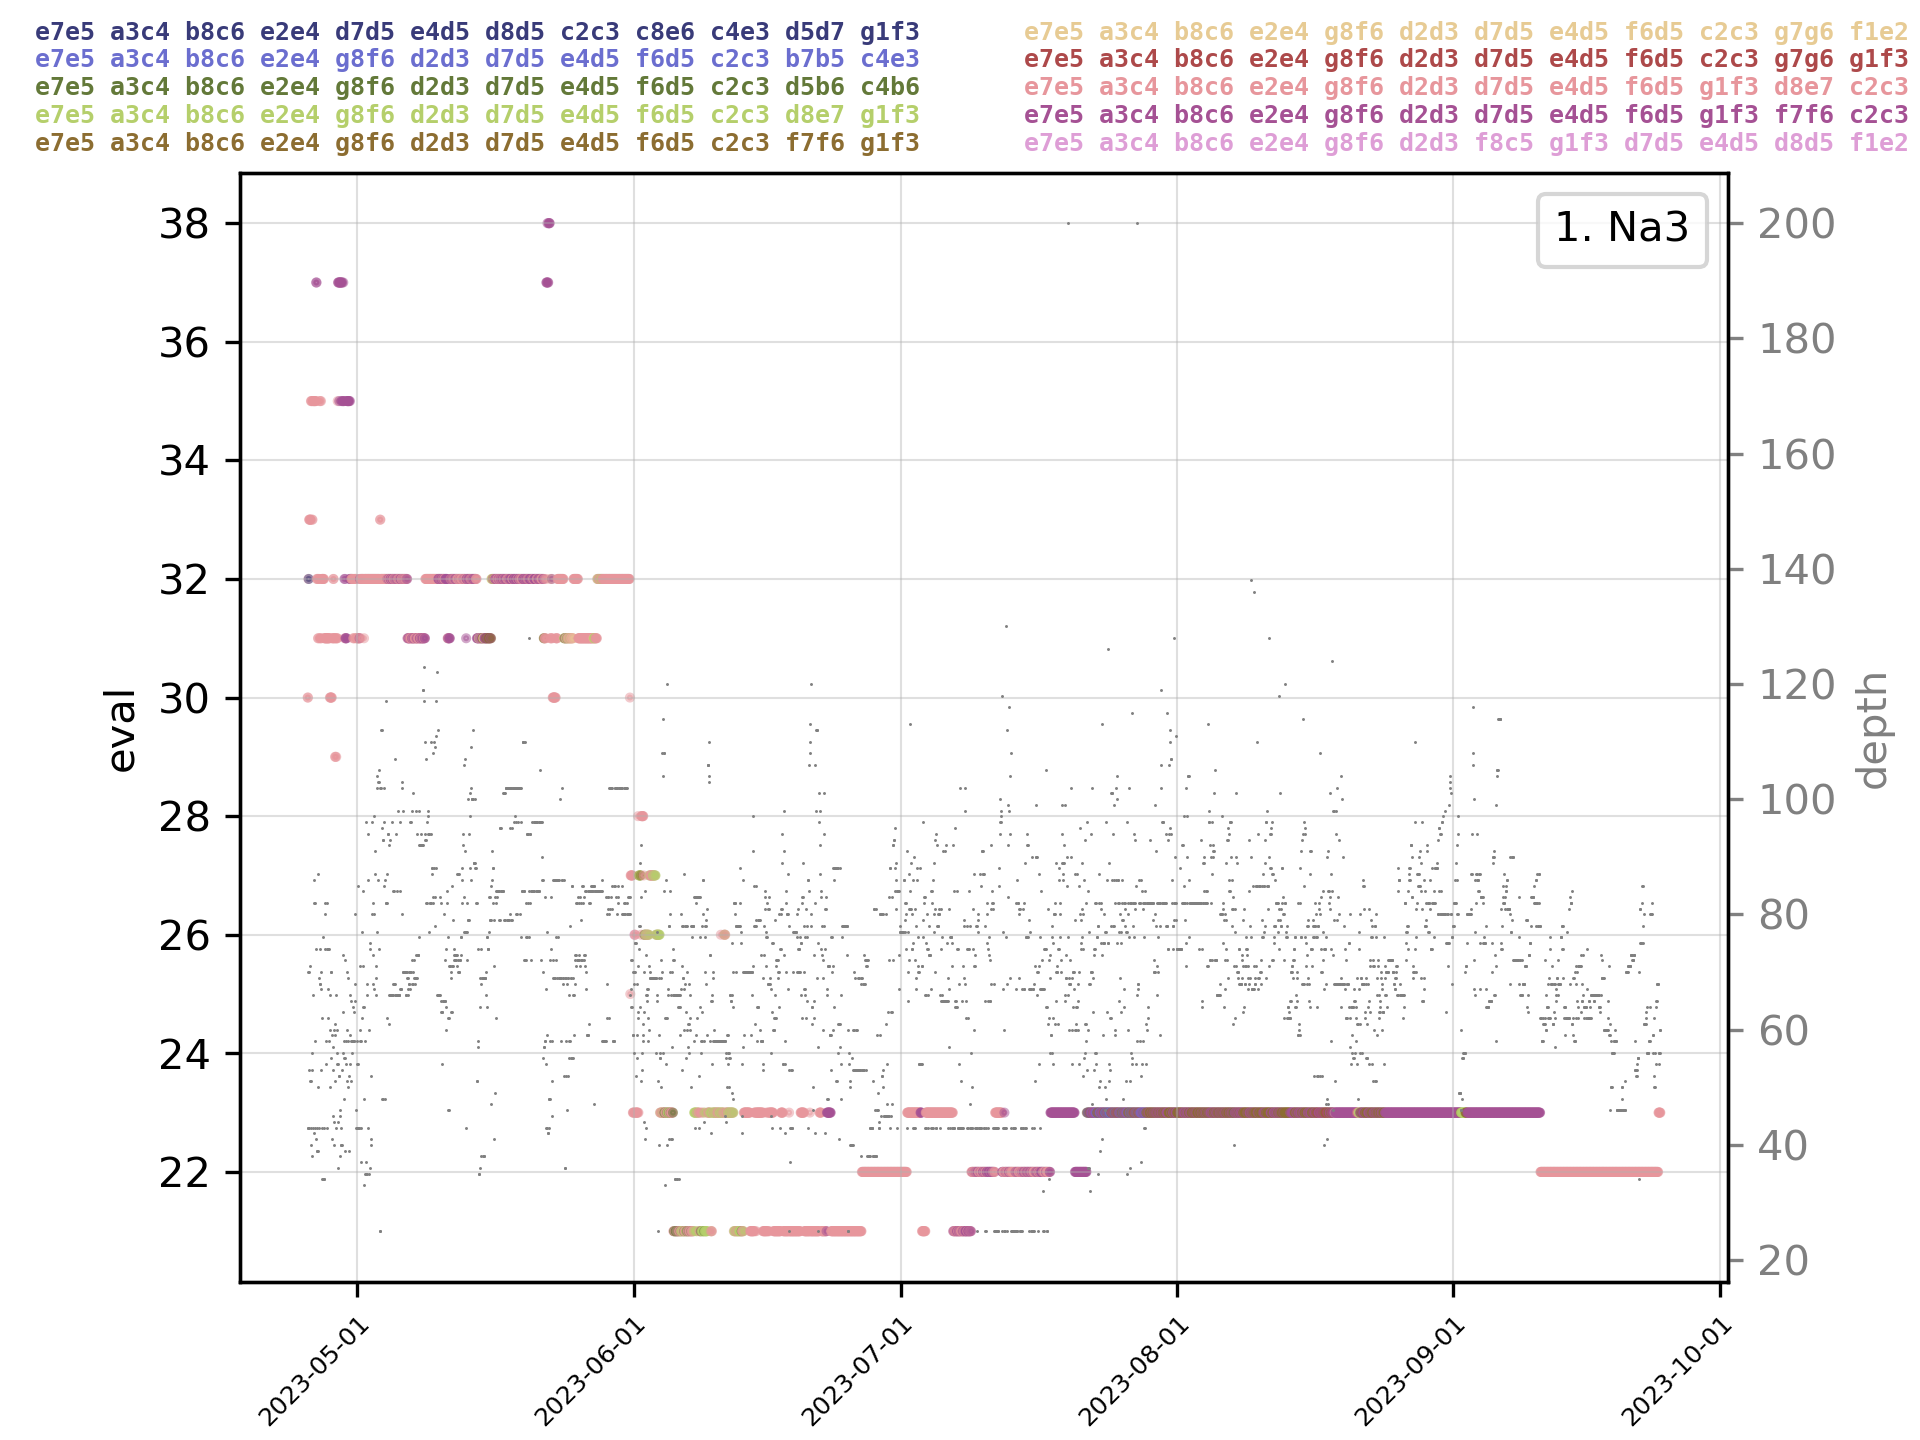 e7e5 a3c4 b8c6 e2e4 d7d5 e4d5 d8d5 c2c3 c8e6 c4e3 d5d7 g1f3
e7e5 a3c4 b8c6 e2e4 g8f6 d2d3 d7d5 e4d5 f6d5 c2c3 b7b5 c4e3
e7e5 a3c4 b8c6 e2e4 g8f6 d2d3 d7d5 e4d5 f6d5 c2c3 d5b6 c4b6
e7e5 a3c4 b8c6 e2e4 g8f6 d2d3 d7d5 e4d5 f6d5 c2c3 d8e7 g1f3
e7e5 a3c4 b8c6 e2e4 g8f6 d2d3 d7d5 e4d5 f6d5 c2c3 f7f6 g1f3
e7e5 a3c4 b8c6 e2e4 g8f6 d2d3 d7d5 e4d5 f6d5 c2c3 g7g6 f1e2
e7e5 a3c4 b8c6 e2e4 g8f6 d2d3 d7d5 e4d5 f6d5 c2c3 g7g6 g1f3
e7e5 a3c4 b8c6 e2e4 g8f6 d2d3 d7d5 e4d5 f6d5 g1f3 d8e7 c2c3
e7e5 a3c4 b8c6 e2e4 g8f6 d2d3 d7d5 e4d5 f6d5 g1f3 f7f6 c2c3
e7e5 a3c4 b8c6 e2e4 g8f6 d2d3 f8c5 g1f3 d7d5 e4d5 d8d5 f1e2
1. Na3
eval
38
36
34
32
30
28
26
24
22
200
180
160
140
120
100
80
60
40
20
depth
2023-05-01
2023-06-01
2023-07-01
2023-08-01
2023-09-01
2023-10-01